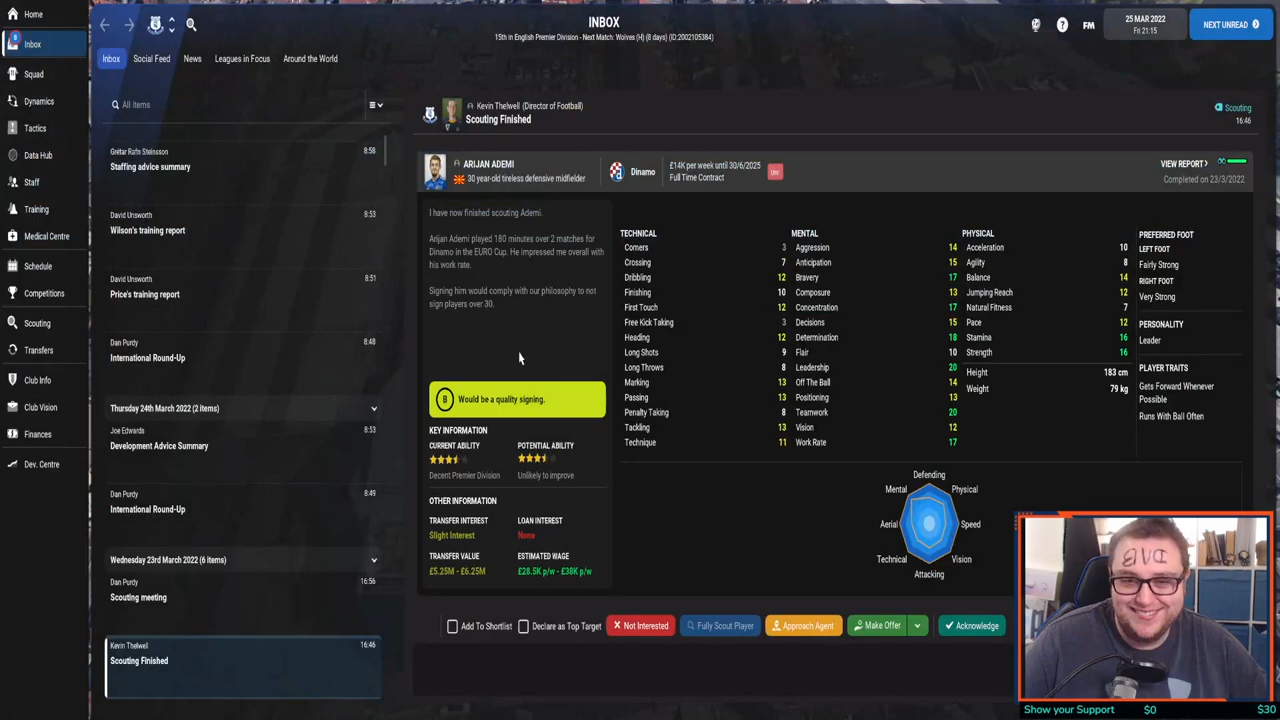 Home
Inbox
Squad
Dynamics
Tactics
Data Hub
Staff
Training
Medical Centre
Schedule
Competitions
Scouting
Transfers
Club Info
Club Vision
Finances
Dev. Centre
INBOX
15th in English Premier Division - Next Match: Wolves (H) (8 days) (ID:2002105384)
FM
25 MAR 2022
Fri 21:15
NEXT UNREAD
Inbox
Social Feed
News
Leagues in Focus
Around the World
All Items
Grétar Rafn Steinsson 8:58
Staffing advice summary
David Unsworth 8:53
Wilson's training report
David Unsworth 8:51
Price's training report
Dan Purdy 8:48
International Round-Up
Thursday 24th March 2022 (2 items)
Joe Edwards 8:53
Development Advice Summary
Dan Purdy 8:49
International Round-Up
Wednesday 23rd March 2022 (6 items)
Dan Purdy 16:56
Scouting meeting
Kevin Thelwell 16:46
Scouting Finished
Kevin Thelwell (Director of Football)
Scouting Finished
Scouting
16:46
ARIJAN ADEMI
30 year-old tireless defensive midfielder
Dinamo
£14K per week until 30/6/2025
Full Time Contract
Unr
VIEW REPORT
Completed on 23/3/2022
I have now finished scouting Ademi.
Arijan Ademi played 180 minutes over 2 matches for
Dinamo in the EURO Cup. He impressed me overall with
his work rate.
Signing him would comply with our philosophy to not
sign players over 30.
B Would be a quality signing.
KEY INFORMATION
CURRENT ABILITY
Decent Premier Division
POTENTIAL ABILITY
Unlikely to improve
OTHER INFORMATION
TRANSFER INTEREST
Slight Interest
LOAN INTEREST
None
TRANSFER VALUE
£5.25M - £6.25M
ESTIMATED WAGE
£28.5K p/w - £38K p/w
TECHNICAL
Corners 3
Crossing 7
Dribbling 12
Finishing 10
First Touch 12
Free Kick Taking 3
Heading 12
Long Shots 9
Long Throws 8
Marking 13
Passing 13
Penalty Taking 8
Tackling 13
Technique 11
MENTAL
Aggression 14
Anticipation 15
Bravery 17
Composure 13
Concentration 17
Decisions 15
Determination 18
Flair 10
Leadership 20
Off The Ball 14
Positioning 13
Teamwork 20
Vision 12
Work Rate 17
PHYSICAL
Acceleration 10
Agility 8
Balance 14
Jumping Reach 12
Natural Fitness 7
Pace 12
Stamina 16
Strength 16
Height 183 cm
Weight 79 kg
PREFERRED FOOT
LEFT FOOT
Fairly Strong
RIGHT FOOT
Very Strong
PERSONALITY
Leader
PLAYER TRAITS
Gets Forward Whenever
Possible
Runs With Ball Often
Defending
Mental
Physical
Aerial
Speed
Technical
Vision
Attacking
Add To Shortlist
Declare as Top Target
Not Interested
Fully Scout Player
Approach Agent
Make Offer
Acknowledge
Show your Support $0 $30